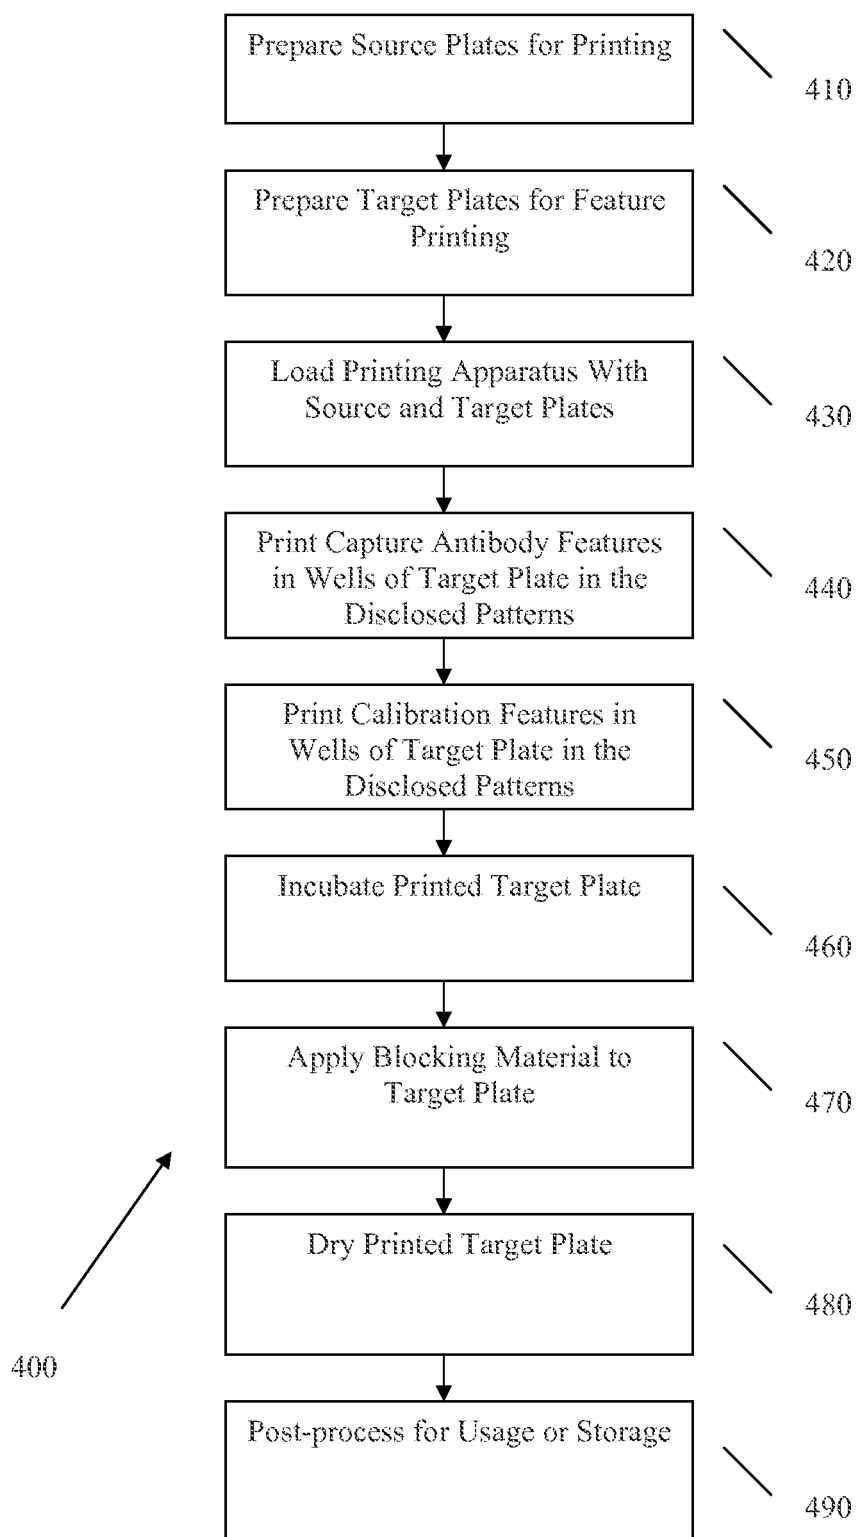 Prepare Source Plates for Printing
410
Prepare Target Plates for Feature
Printing
420
Load Printing Apparatus With
Source and Target Plates
430
Print Capture Antibody Features
in Wells of Target Plate in the
Disclosed Patterns
440
Print Calibration Features in
Wells of Target Plate in the
Disclosed Patterns
450
Incubate Printed Target Plate
460
Apply Blocking Material to
Target Plate
470
Dry Printed Target Plate
480
400
Post-process for Usage or Storage
490